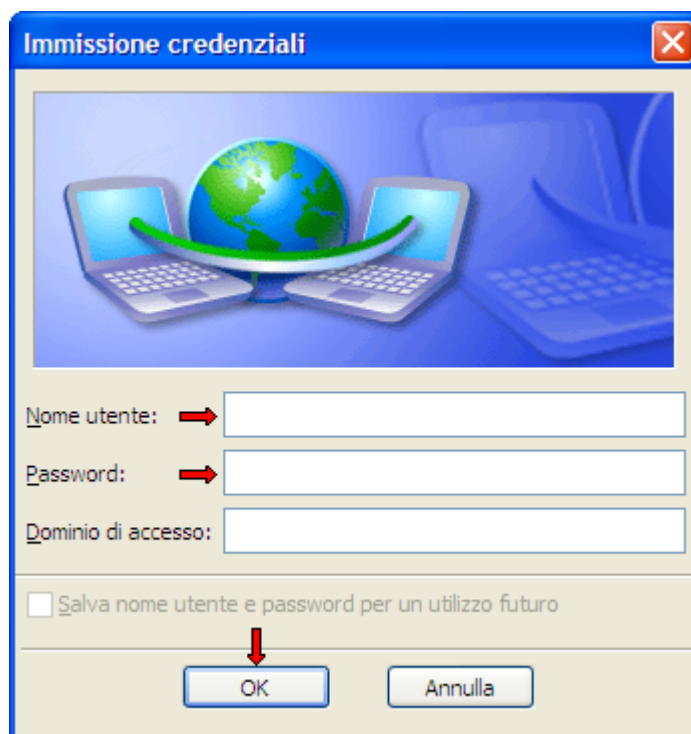 Immissione credenziali
Nome utente:
Password:
Dominio di accesso:
Salva nome utente e password per un utilizzo futuro
OK Annulla